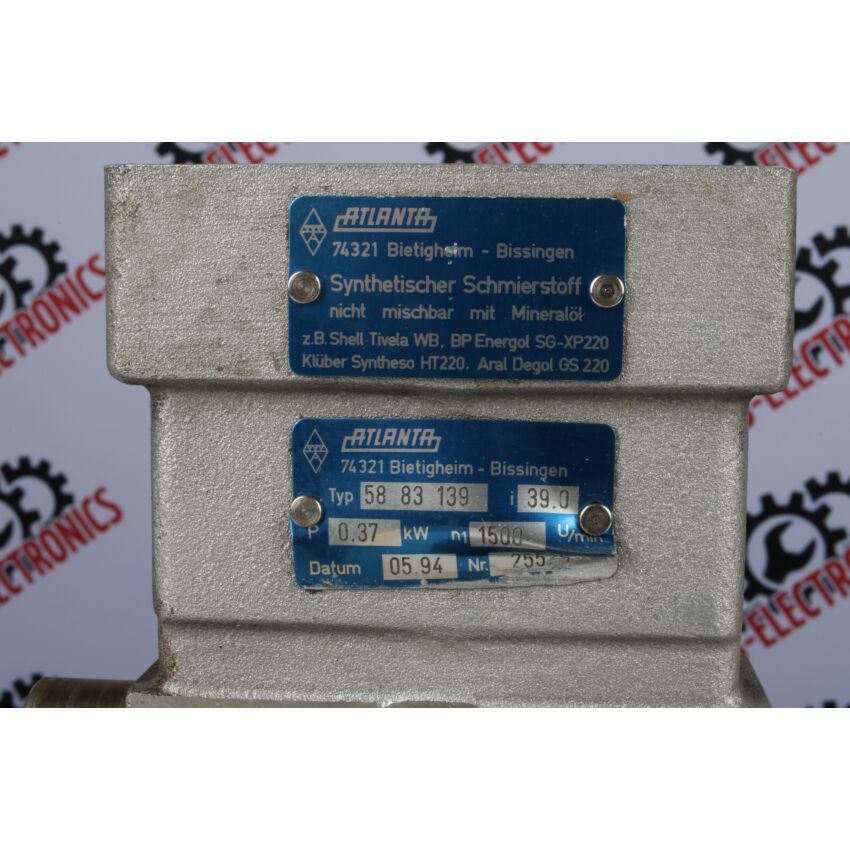 ATLANTA
74321 Bietigheim - Bissingen
Synthetischer Schmierstoff
nicht mischbar mit Mineralöl
z.B. Shell Tivela WB, BP Energol SG-XP220
Klüber Syntheso HT220, Aral Degol GS 220
ATLANTA
74321 Bietigheim - Bissingen
Typ 58 83 139 i 39.0
P 0.37 kW n1 1500 U/min.
Datum 05.94 Nr. 255